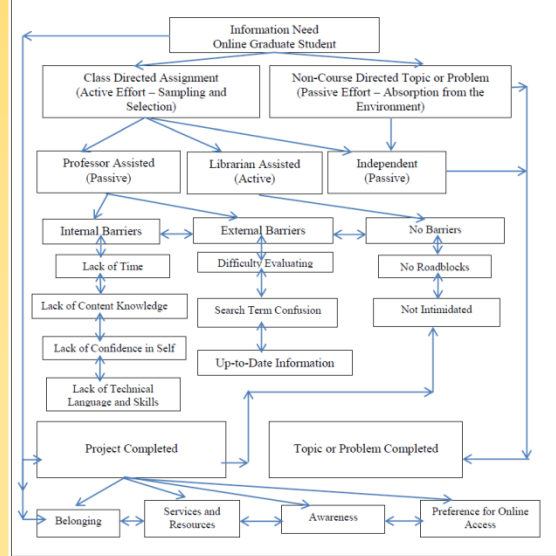 Information Need
Online Graduate Student
Class Directed Assignment
(Active Effort – Sampling and
Selection)
Non-Course Directed Topic or Problem
(Passive Effort – Absorption from the
Environment)
Professor Assisted
(Passive)
Librarian Assisted
(Active)
Independent
(Passive)
Internal Barriers
External Barriers
No Barriers
Lack of Time
Difficulty Evaluating
No Roadblocks
Lack of Content Knowledge
Search Term Confusion
Not Intimidated
Lack of Confidence in Self
Up-to-Date Information
Lack of Technical
Language and Skills
Project Completed
Topic or Problem Completed
Belonging
Services and
Resources
Awareness
Preference for Online
Access